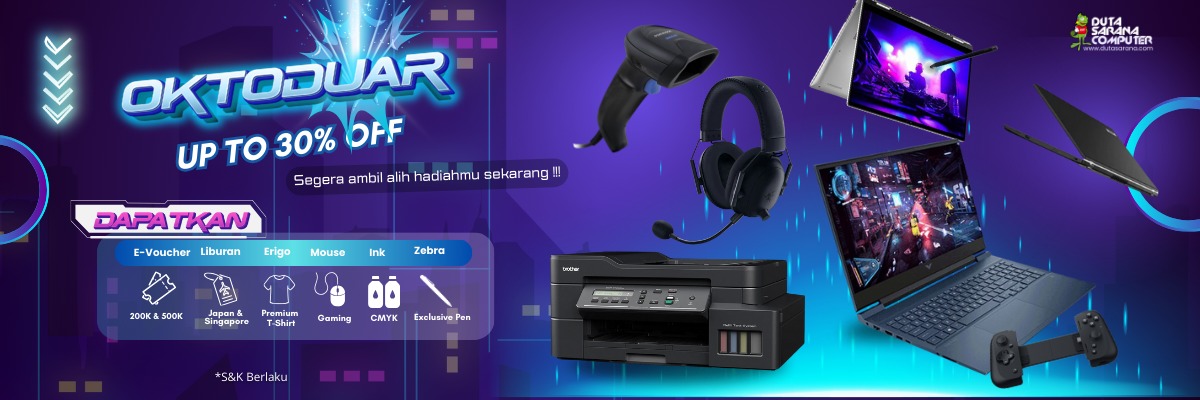 OKTODUAR
UP TO 30% OFF
Segera ambil alih hadiahmu sekarang !!!
DAPATKAN
E-Voucher Liburan Erigo Mouse Ink Zebra
200K & 500K
Japan &
Singapore
Premium
T-Shirt
Gaming
CMYK
Exclusive Pen
*S&K Berlaku
DUTA
SARANA
COMPUTER
www.dutasarana.com
brother